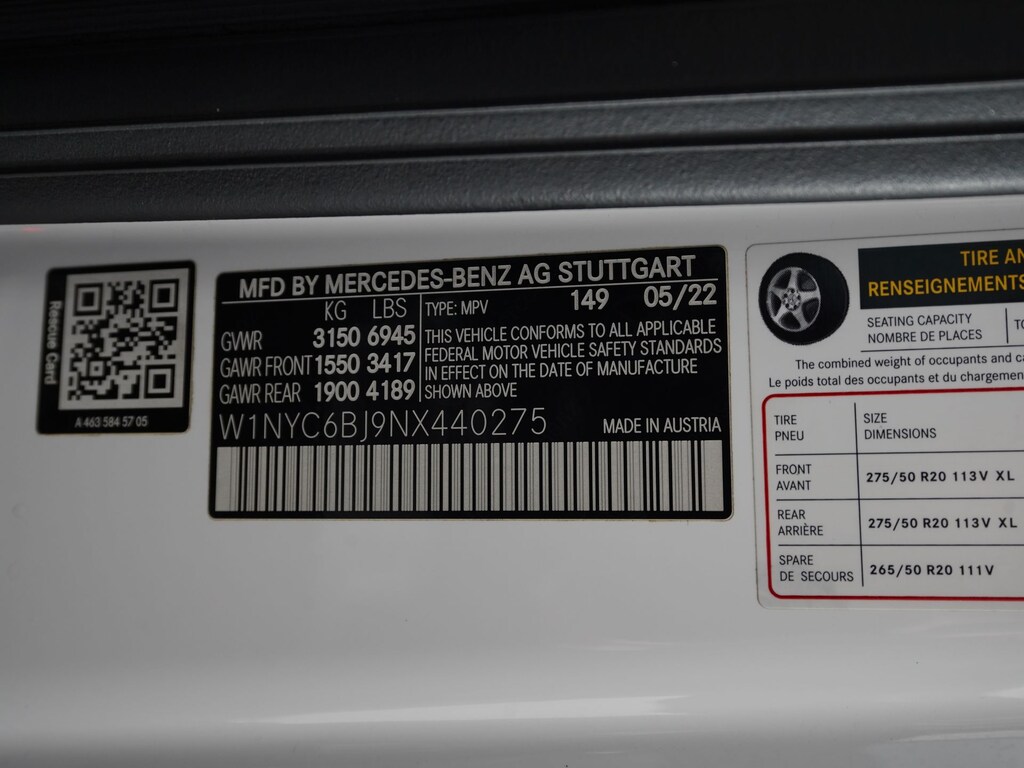 Rescue Card
A 463 584 57 05
MFD BY MERCEDES-BENZ AG STUTTGART
KG LBS
GVWR 3150 6945
GAWR FRONT 1550 3417
GAWR REAR 1900 4189
TYPE: MPV 149 05/22
THIS VEHICLE CONFORMS TO ALL APPLICABLE
FEDERAL MOTOR VEHICLE SAFETY STANDARDS
IN EFFECT ON THE DATE OF MANUFACTURE
SHOWN ABOVE
W1NYC6BJ9NX440275 MADE IN AUSTRIA
TIRE
RENSEIGNEMENTS
SEATING CAPACITY
NOMBRE DE PLACES
The combined weight of occupants and
Le poids total des occupants et du
TIRE SIZE
PNEU DIMENSIONS
FRONT
AVANT
275/50 R20 113V XL
REAR
ARRIÈRE
275/50 R20 113V XL
SPARE
DE SECOURS
265/50 R20 111V